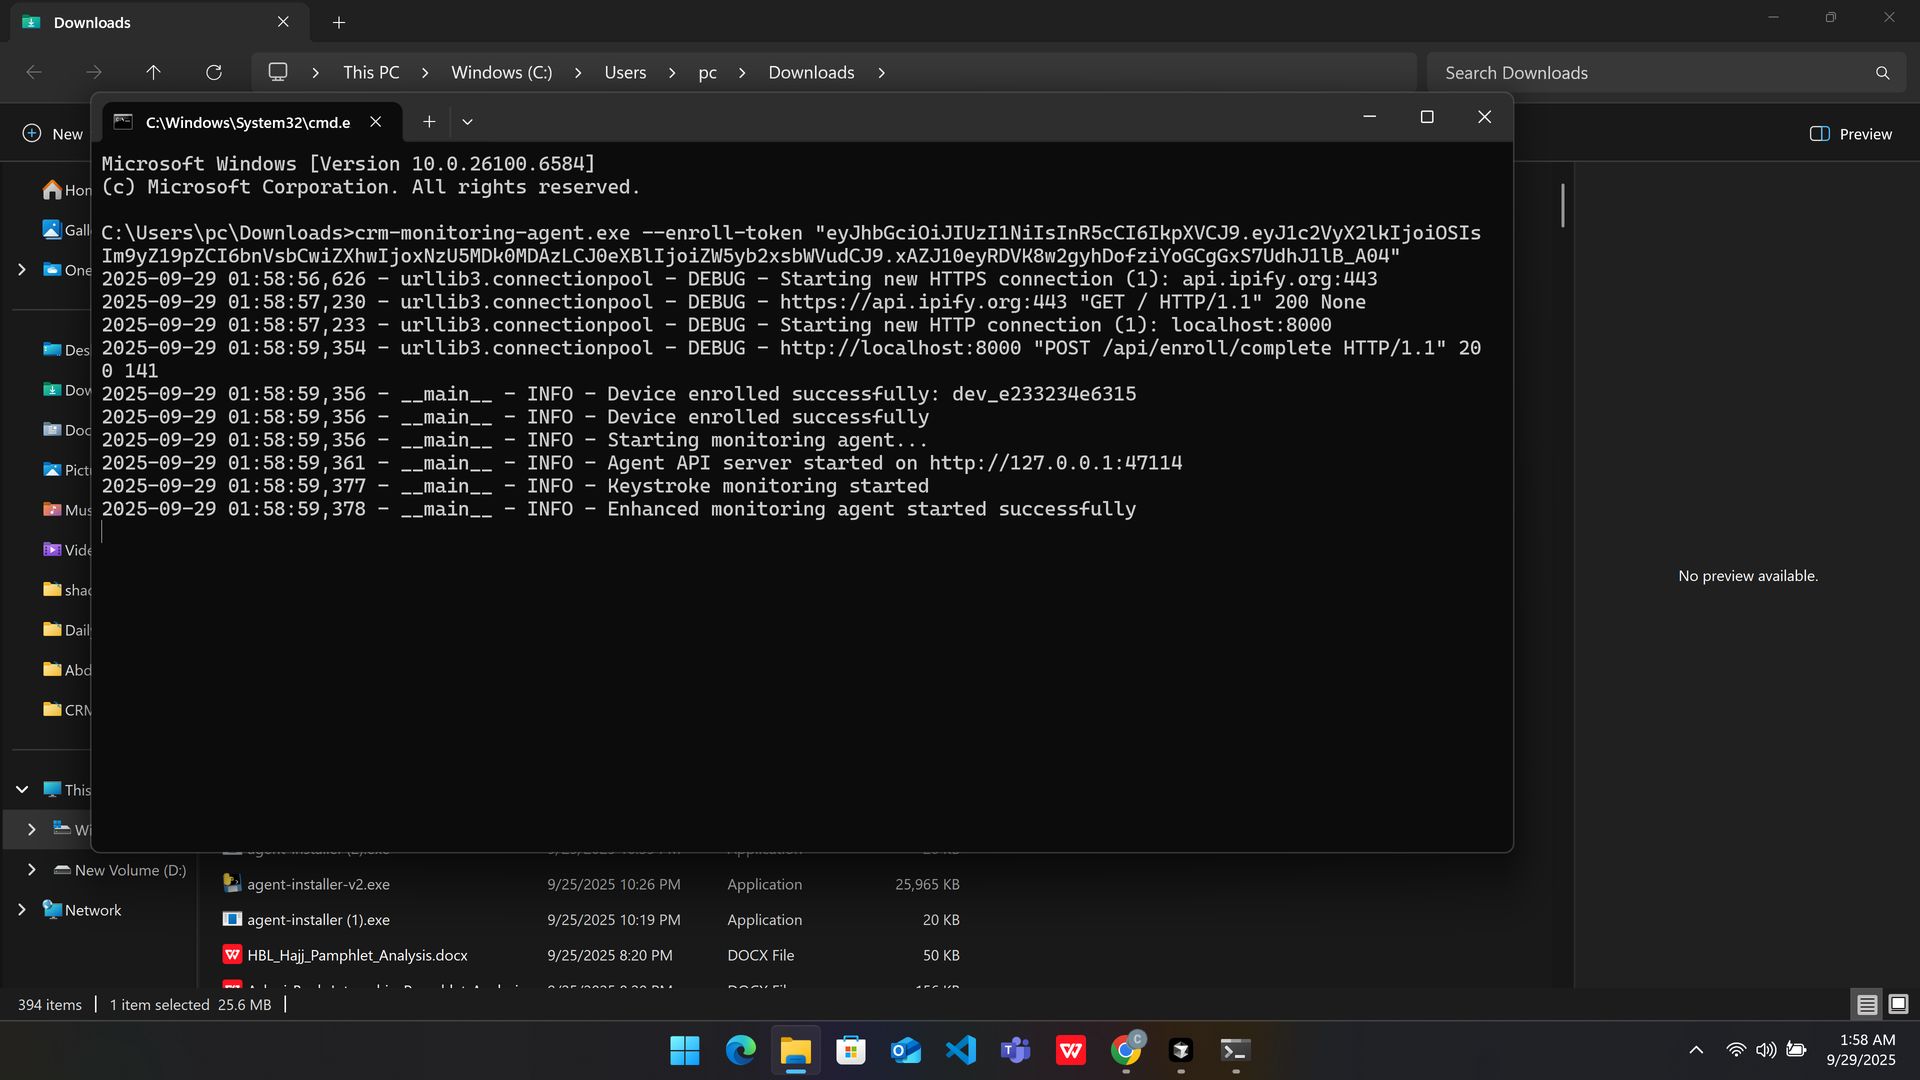 Downloads
This PC
Windows (C:)
Users
pc
Downloads
Search Downloads
New
Preview
C:\Windows\System32\cmd.e
Microsoft Windows [Version 10.0.26100.6584]
(c) Microsoft Corporation. All rights reserved.
C:\Users\pc\Downloads>crm-monitoring-agent.exe --enroll-token "eyJhbGciOiJIUzI1NiIsInR5cCI6IkpXVCJ9.eyJ1c2VyX2lkIjoiOSIs
Im9yZ19pZCI6bnVsbCwiZXhwIjoxNzU5MDk0MDAzLCJ0eXBlIjoiZW5yb2xsbWVudCJ9.xAZJ10eyRDVK8w2gyhDofziYoGCgGxS7UdhJ1lB_A04"
2025-09-29 01:58:56,626 - urllib3.connectionpool - DEBUG - Starting new HTTPS connection (1): api.ipify.org:443
2025-09-29 01:58:57,230 - urllib3.connectionpool - DEBUG - https://api.ipify.org:443 "GET / HTTP/1.1" 200 None
2025-09-29 01:58:57,233 - urllib3.connectionpool - DEBUG - Starting new HTTP connection (1): localhost:8000
2025-09-29 01:58:59,354 - urllib3.connectionpool - DEBUG - http://localhost:8000 "POST /api/enroll/complete HTTP/1.1" 20
0 141
2025-09-29 01:58:59,356 - __main__ - INFO - Device enrolled successfully: dev_e233234e6315
2025-09-29 01:58:59,356 - __main__ - INFO - Device enrolled successfully
2025-09-29 01:58:59,356 - __main__ - INFO - Starting monitoring agent...
2025-09-29 01:58:59,361 - __main__ - INFO - Agent API server started on http://127.0.0.1:47114
2025-09-29 01:58:59,377 - __main__ - INFO - Keystroke monitoring started
2025-09-29 01:58:59,378 - __main__ - INFO - Enhanced monitoring agent started successfully
Hon
Gall
One
Des
Dow
Doc
Pictu
Mus
Vide
shac
Daily
Abd
CRM
This
Wi
New Volume (D:)
Network
No preview available.
agent-installer-v2.exe 9/25/2025 10:26 PM Application 25,965 KB
agent-installer (1).exe 9/25/2025 10:19 PM Application 20 KB
HBL_Hajj_Pamphlet_Analysis.docx 9/25/2025 8:20 PM DOCX File 50 KB
394 items
1 item selected 25.6 MB
1:58 AM
9/29/2025